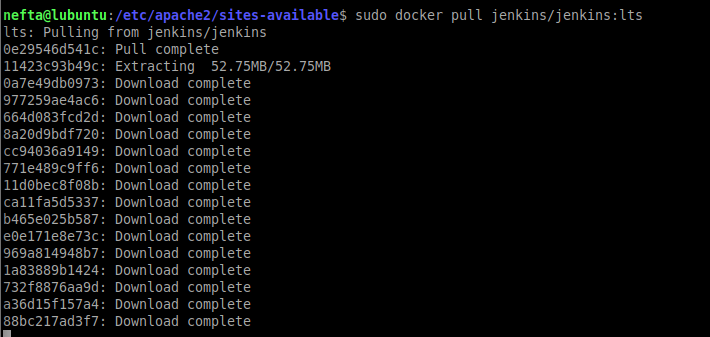 nefta@lubuntu:/etc/apache2/sites-available$ sudo docker pull jenkins/jenkins:lts
lts: Pulling from jenkins/jenkins
0e29546d541c: Pull complete
11423c93b49c: Extracting  52.75MB/52.75MB
0a7e49db0973: Download complete
977259ae4ac6: Download complete
664d083fcd2d: Download complete
8a20d9bdf720: Download complete
cc94036a9149: Download complete
771e489c9ff6: Download complete
11d0bec8f08b: Download complete
ca11fa5d5337: Download complete
b465e025b587: Download complete
e0e171e8e73c: Download complete
969a814948b7: Download complete
1a83889b1424: Download complete
732f8876aa9d: Download complete
a36d15f157a4: Download complete
88bc217ad3f7: Download complete